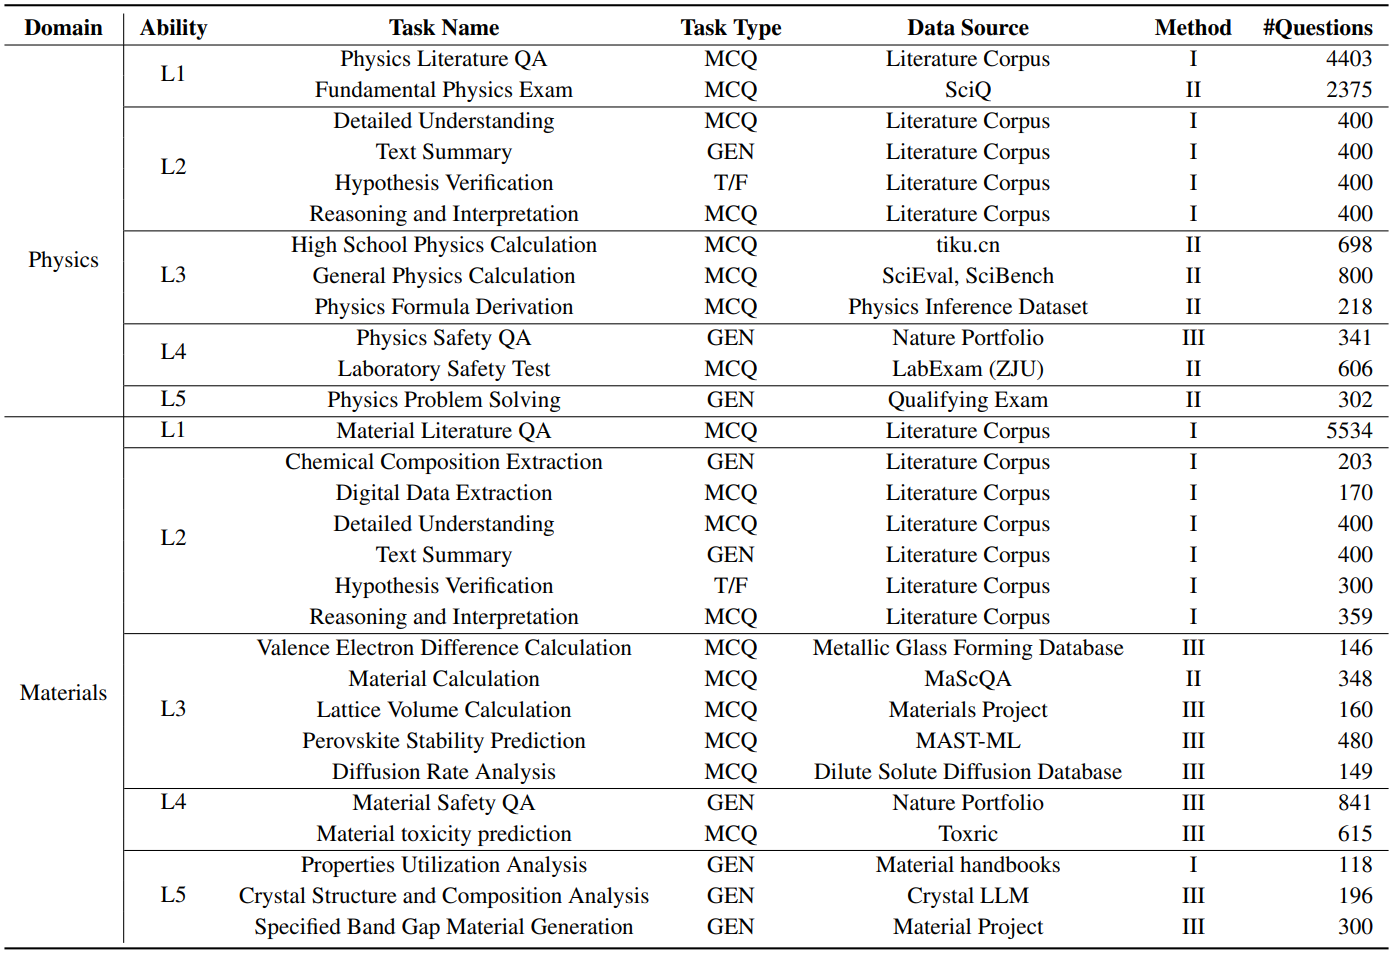 Domain Ability Task Name Task Type Data Source Method #Questions
Physics
L1
Physics Literature QA MCQ Literature Corpus I 4403
Fundamental Physics Exam MCQ SciQ II 2375
L2
Detailed Understanding MCQ Literature Corpus I 400
Text Summary GEN Literature Corpus I 400
Hypothesis Verification T/F Literature Corpus I 400
Reasoning and Interpretation MCQ Literature Corpus I 400
L3
High School Physics Calculation MCQ tiku.cn II 698
General Physics Calculation MCQ SciEval, SciBench II 800
Physics Formula Derivation MCQ Physics Inference Dataset II 218
L4
Physics Safety QA GEN Nature Portfolio III 341
Laboratory Safety Test MCQ LabExam (ZJU) II 606
L5 Physics Problem Solving GEN Qualifying Exam II 302
Materials
L1 Material Literature QA MCQ Literature Corpus I 5534
L2
Chemical Composition Extraction GEN Literature Corpus I 203
Digital Data Extraction MCQ Literature Corpus I 170
Detailed Understanding MCQ Literature Corpus I 400
Text Summary GEN Literature Corpus I 400
Hypothesis Verification T/F Literature Corpus I 300
Reasoning and Interpretation MCQ Literature Corpus I 359
L3
Valence Electron Difference Calculation MCQ Metallic Glass Forming Database III 146
Material Calculation MCQ MaScQA II 348
Lattice Volume Calculation MCQ Materials Project III 160
Perovskite Stability Prediction MCQ MAST-ML III 480
Diffusion Rate Analysis MCQ Dilute Solute Diffusion Database III 149
L4
Material Safety QA GEN Nature Portfolio III 841
Material toxicity prediction MCQ Toxric III 615
L5
Properties Utilization Analysis GEN Material handbooks I 118
Crystal Structure and Composition Analysis GEN Crystal LLM III 196
Specified Band Gap Material Generation GEN Material Project III 300